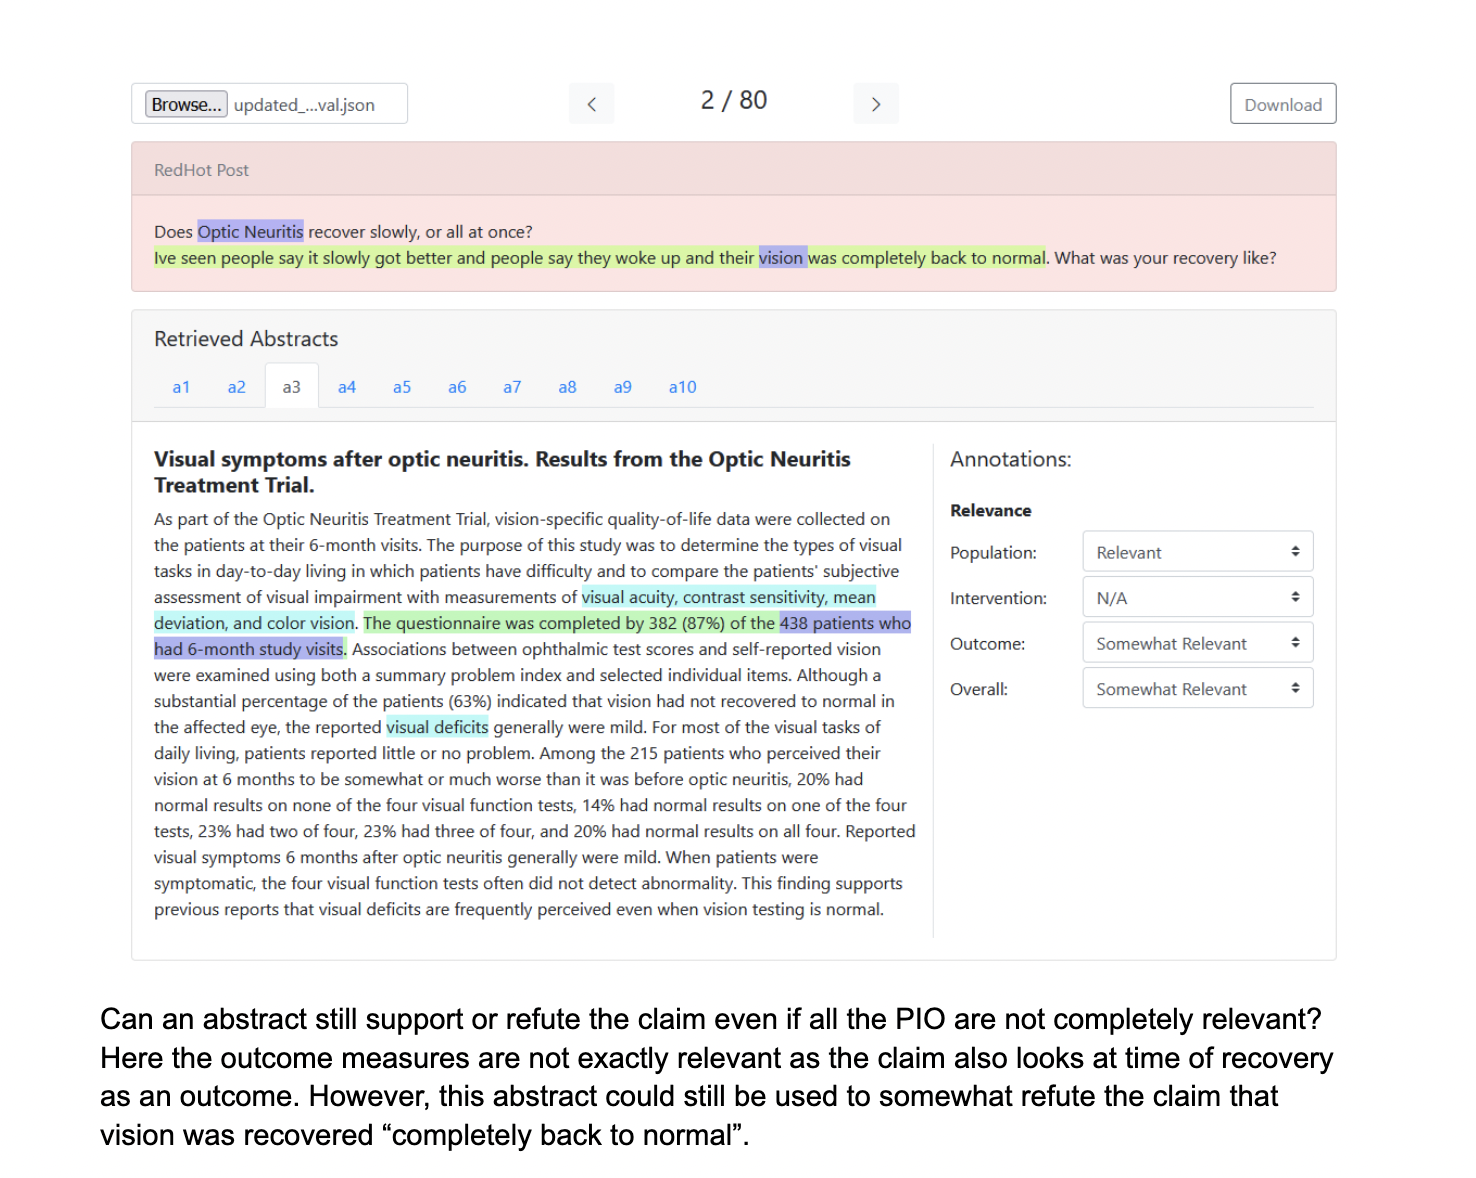 Browse... updated_...val.json
2 / 80
Download
RedHot Post
Does Optic Neuritis recover slowly, or all at once?
Ive seen people say it slowly got better and people say they woke up and their vision was completely back to normal. What was your recovery like?
Retrieved Abstracts
a1 a2 a3 a4 a5 a6 a7 a8 a9 a10
Visual symptoms after optic neuritis. Results from the Optic Neuritis
Treatment Trial.
As part of the Optic Neuritis Treatment Trial, vision-specific quality-of-life data were collected on
the patients at their 6-month visits. The purpose of this study was to determine the types of visual
tasks in day-to-day living in which patients have difficulty and to compare the patients' subjective
assessment of visual impairment with measurements of visual acuity, contrast sensitivity, mean
deviation, and color vision. The questionnaire was completed by 382 (87%) of the 438 patients who
had 6-month study visits. Associations between ophthalmic test scores and self-reported vision
were examined using both a summary problem index and selected individual items. Although a
substantial percentage of the patients (63%) indicated that vision had not recovered to normal in
the affected eye, the reported visual deficits generally were mild. For most of the visual tasks of
daily living, patients reported little or no problem. Among the 215 patients who perceived their
vision at 6 months to be somewhat or much worse than it was before optic neuritis, 20% had
normal results on none of the four visual function tests, 14% had normal results on one of the four
tests, 23% had two of four, 23% had three of four, and 20% had normal results on all four. Reported
visual symptoms 6 months after optic neuritis generally were mild. When patients were
symptomatic, the four visual function tests often did not detect abnormality. This finding supports
previous reports that visual deficits are frequently perceived even when vision testing is normal.
Annotations:
Relevance
Population: Relevant
Intervention: N/A
Outcome: Somewhat Relevant
Overall: Somewhat Relevant
Can an abstract still support or refute the claim even if all the PIO are not completely relevant?
Here the outcome measures are not exactly relevant as the claim also looks at time of recovery
as an outcome. However, this abstract could still be used to somewhat refute the claim that
vision was recovered “completely back to normal”.